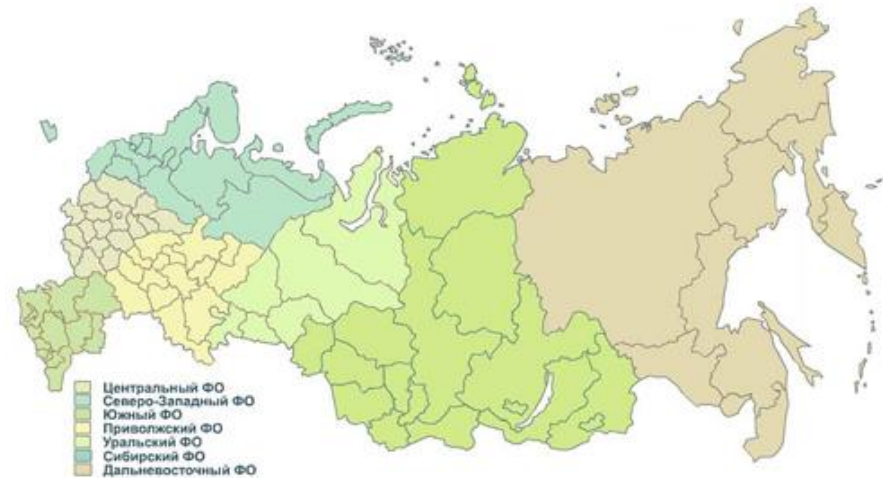 Центральный ФО
Северо-Западный ФО
Южный ФО
Приволжский ФО
Уральский ФО
Сибирский ФО
Дальневосточный ФО